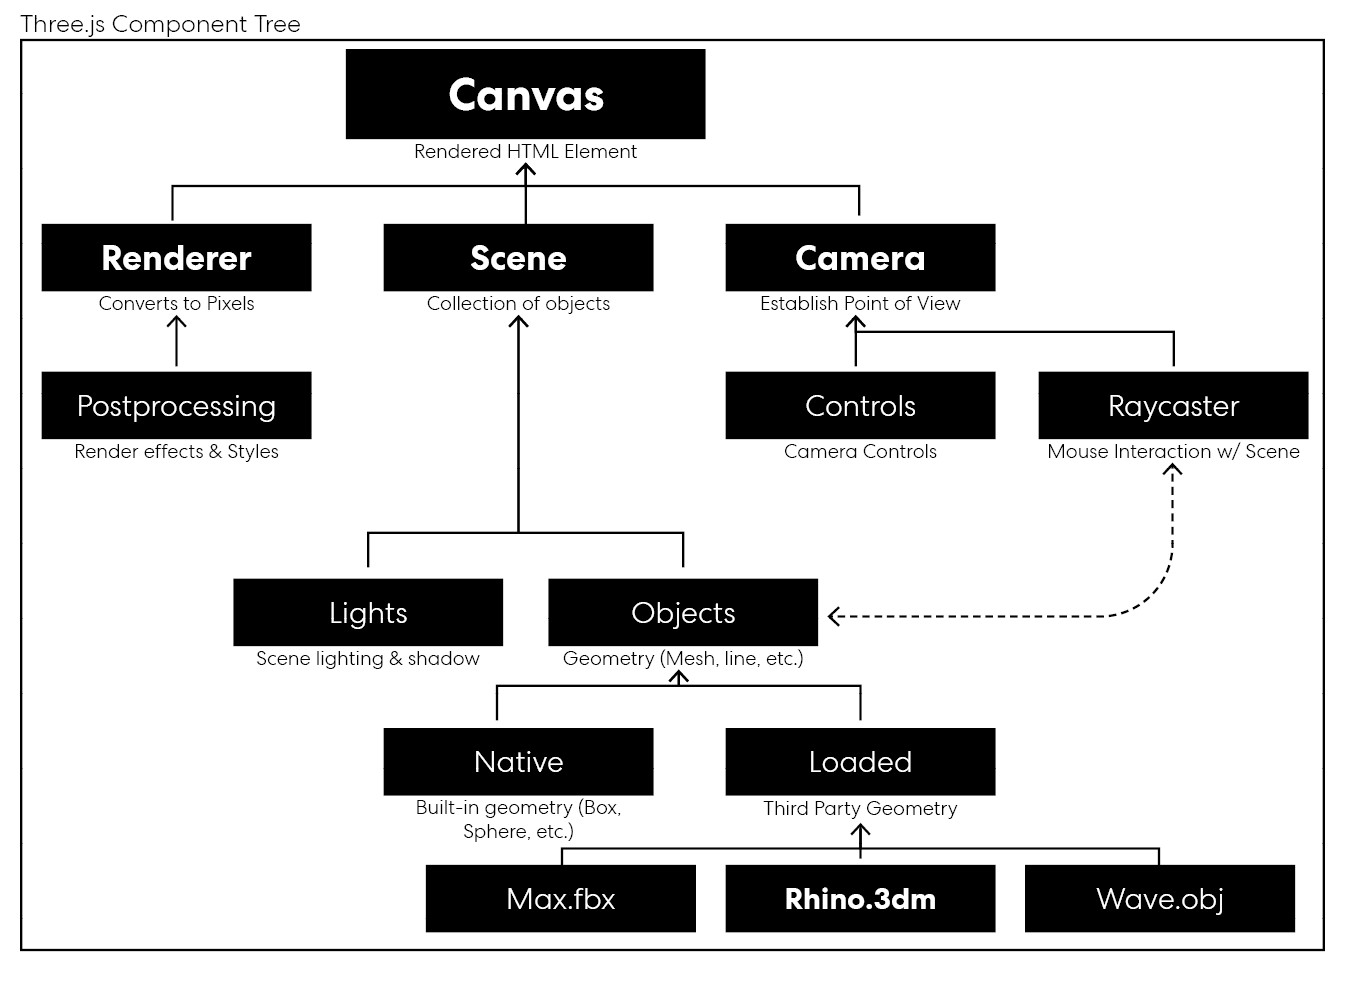 Three.js Component Tree
Canvas
Rendered HTML Element
Renderer
Converts to Pixels
Scene
Collection of objects
Camera
Establish Point of View
Postprocessing
Render effects & Styles
Controls
Camera Controls
Raycaster
Mouse Interaction w/ Scene
Lights
Scene lighting & shadow
Objects
Geometry (Mesh, line, etc.)
Native
Built-in geometry (Box,
Sphere, etc.)
Loaded
Third Party Geometry
Max.fbx
Rhino.3dm
Wave.obj